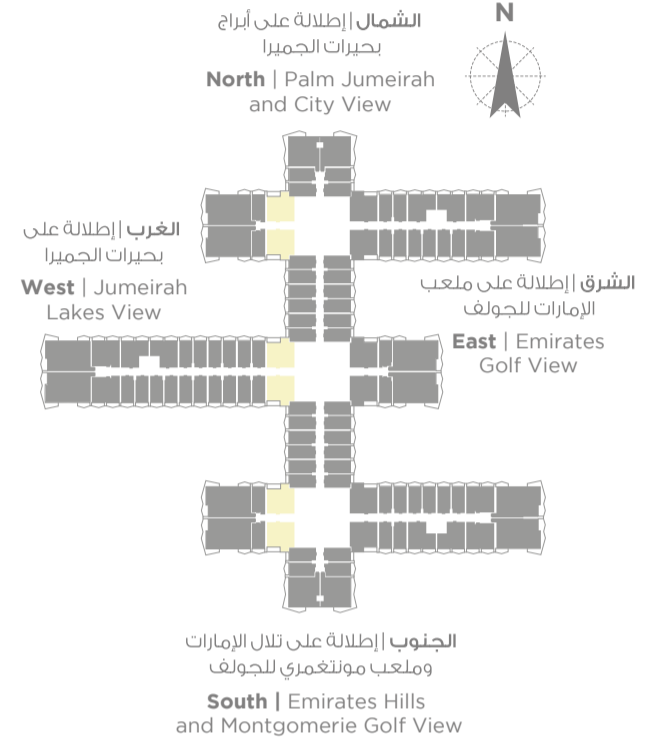 N
الشمال | إطلالة على أبراج
بحيرات الجميرا
North | Palm Jumeirah
and City View
الغرب | إطلالة على
بحيرات الجميرا
West | Jumeirah
Lakes View
الشرق | إطلالة على ملعب
الإمارات للجولف
East | Emirates
Golf View
الجنوب | إطلالة على تلال الإمارات
وملعب مونتغمري للجولف
South | Emirates Hills
and Montgomerie Golf View